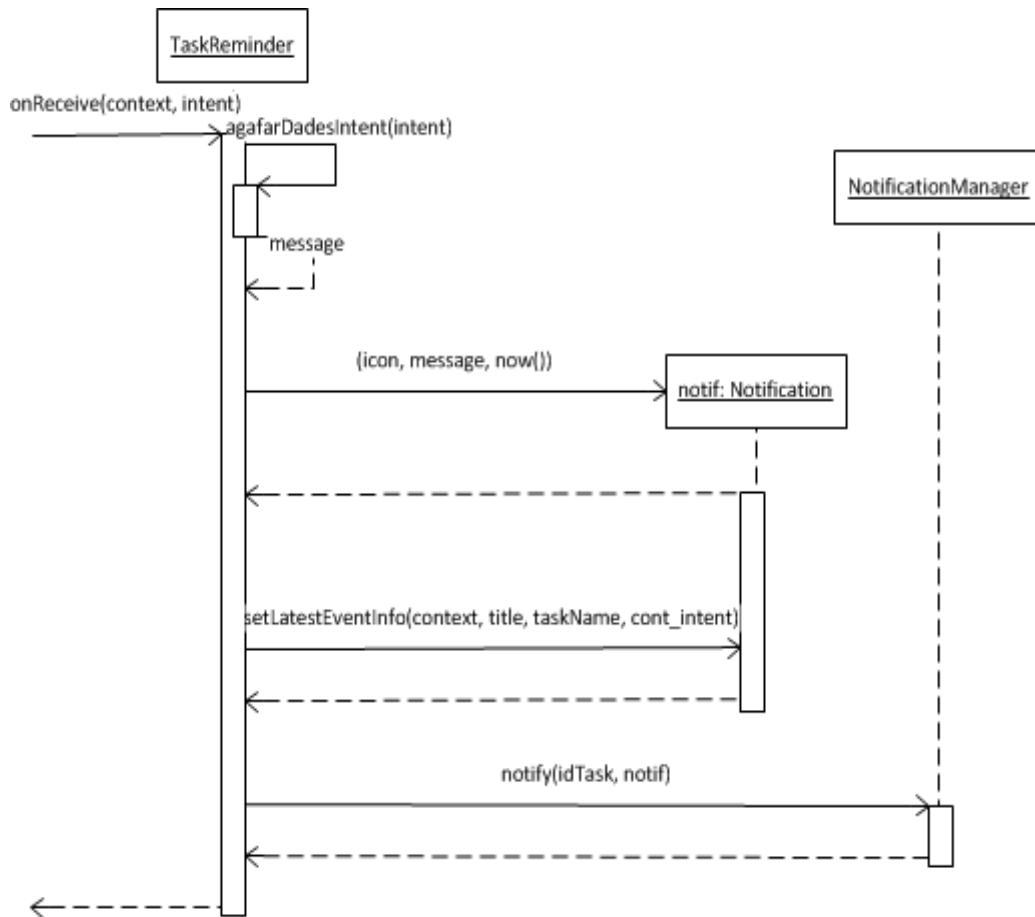 TaskReminder
onReceive(context, intent)
agafarDadesIntent(intent)
NotificationManager
message
(icon, message, now())
notif: Notification
setLatestEventInfo(context, title, taskName, cont_intent)
notify(idTask, notif)